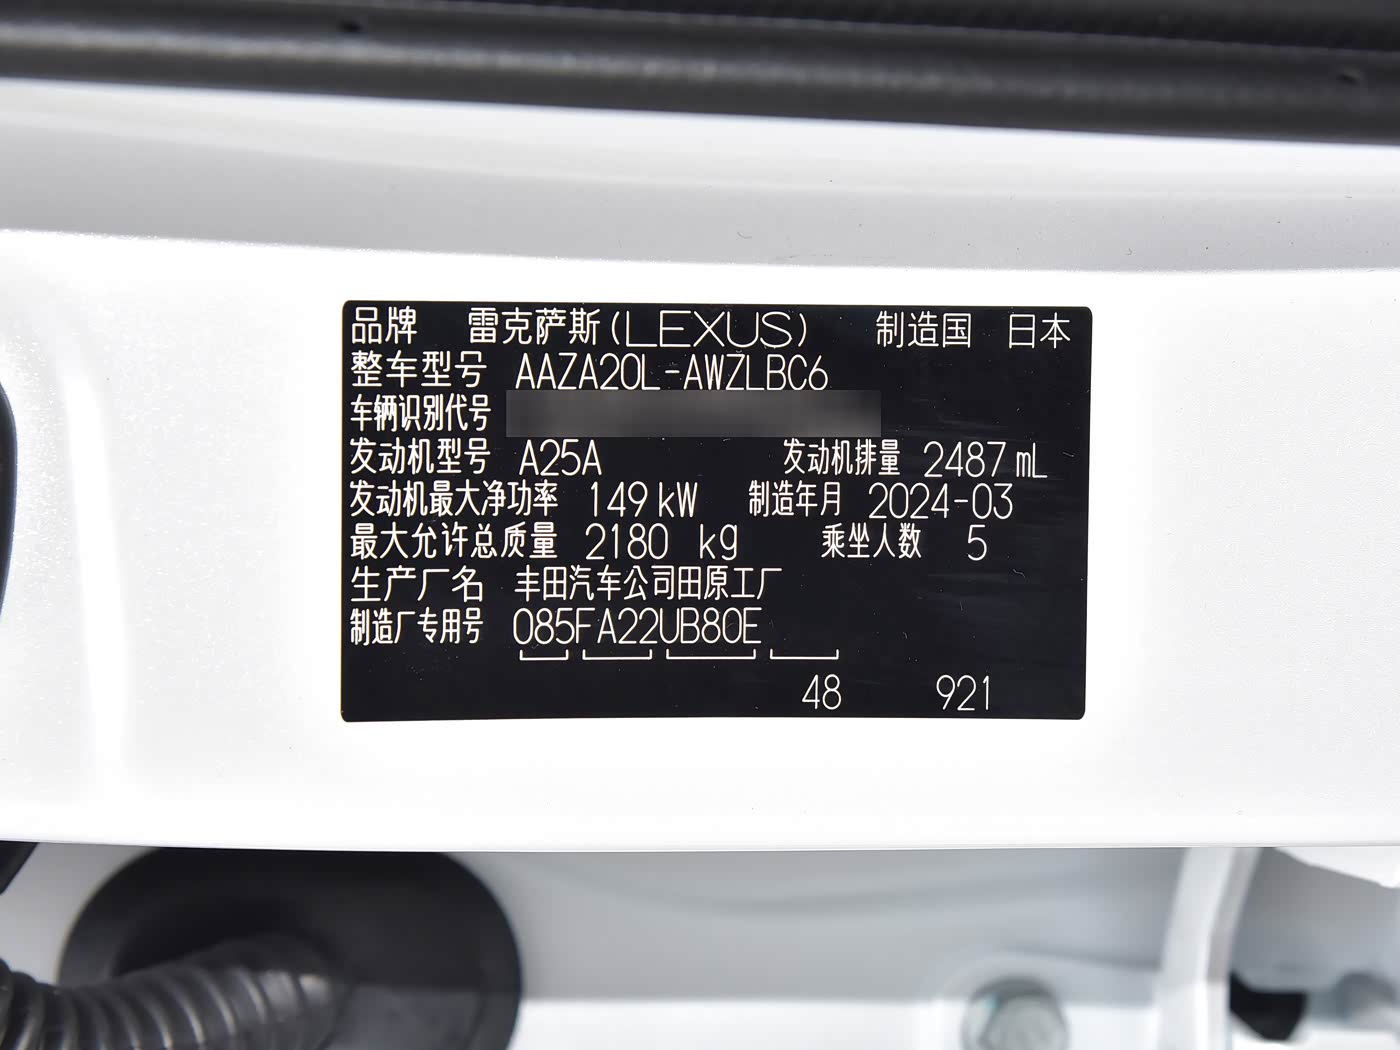 品牌 雷克萨斯(LEXUS) 制造国 日本
整车型号 AAZA20L-AWZLBC6
车辆识别代号
发动机型号 A25A 发动机排量 2487mL
发动机最大净功率 149kW 制造年月 2024-03
最大允许总质量 2180 kg 乘坐人数 5
生产厂名 丰田汽车公司田原工厂
制造厂专用号 085FA22UB80E
48 921